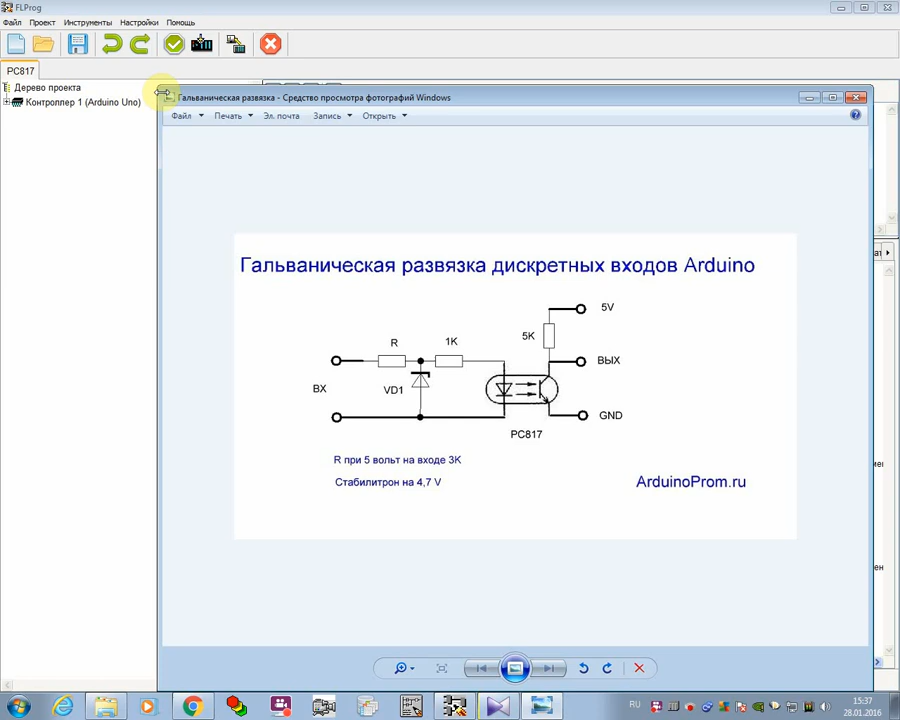 FLProg
Файл Проект Инструменты Настройки Помощь
PC817
Дерево проекта
Контроллер 1 (Arduino Uno)
Гальваническая развязка - Средство просмотра фотографий Windows
Файл Печать Эл. почта Запись Открыть
Гальваническая развязка дискретных входов Arduino
5V
5K
R 1K
ВЫХ
ВХ VD1
GND
PC817
R при 5 вольт на входе 3K
Стабилитрон на 4,7 V
ArduinoProm.ru
RU
15:37
28.01.2016